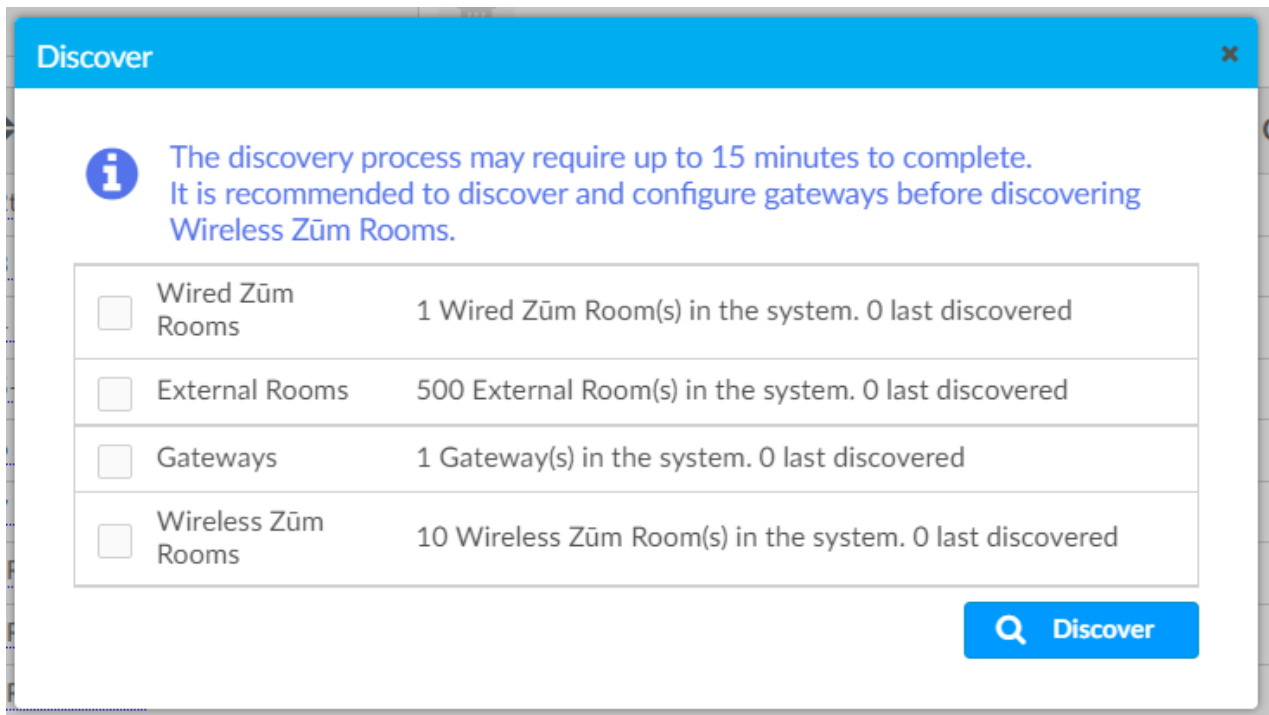 Discover
The discovery process may require up to 15 minutes to complete.
It is recommended to discover and configure gateways before discovering
Wireless Zūm Rooms.
Wired Zūm
Rooms
1 Wired Zūm Room(s) in the system. 0 last discovered
External Rooms
500 External Room(s) in the system. 0 last discovered
Gateways
1 Gateway(s) in the system. 0 last discovered
Wireless Zūm
Rooms
10 Wireless Zūm Room(s) in the system. 0 last discovered
Discover